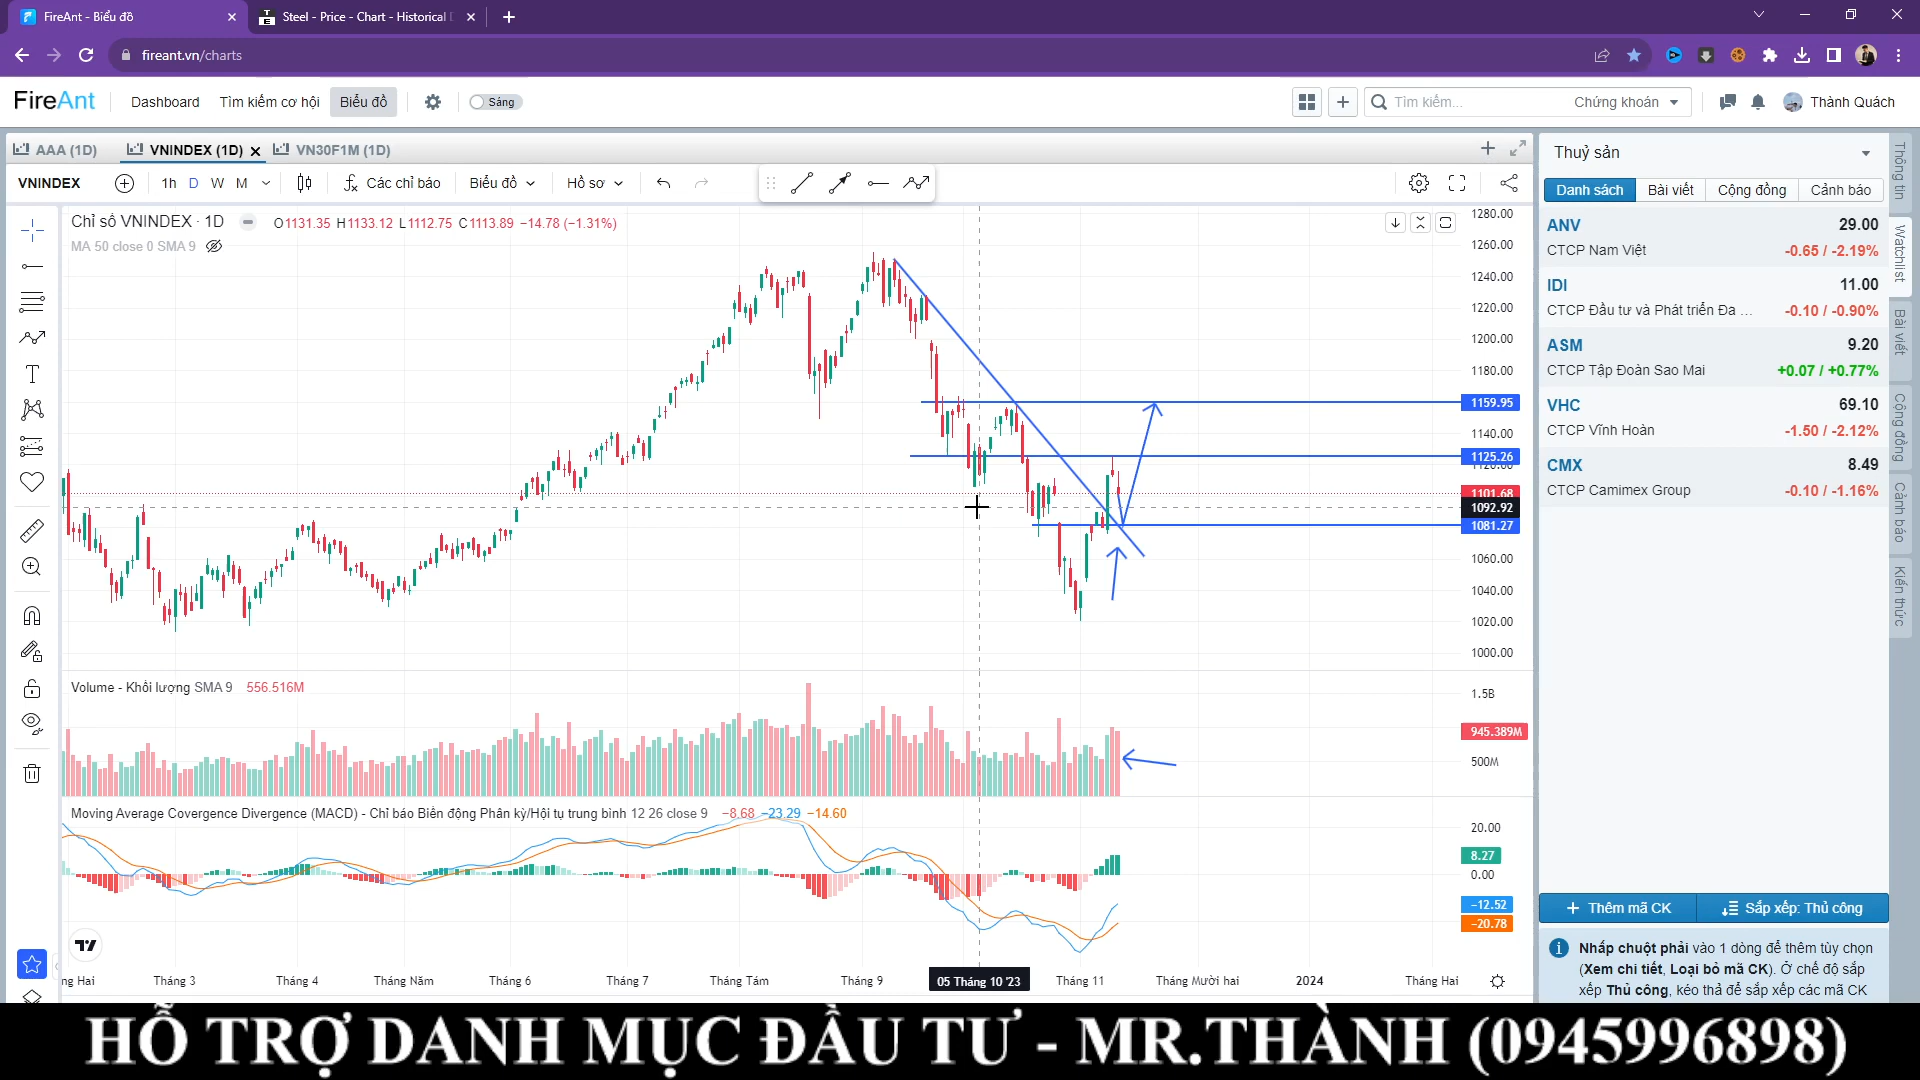 FireAnt - Biểu đồ
Steel - Price - Chart - Historical D
fireant.vn/charts
FireAnt
Dashboard
Tìm kiếm cơ hội
Biểu đồ
Sáng
Tìm kiếm...
Chứng khoán
Thành Quách
AAA (1D)
VNINDEX (1D)
VN30F1M (1D)
VNINDEX
1h
D
W
M
Các chỉ báo
Biểu đồ
Hồ sơ
Chỉ số VNINDEX · 1D
O1131.35 H1133.12 L1112.75 C1113.89 −14.78 (−1.31%)
MA 50 close 0 SMA 9
1280.00
1260.00
1240.00
1220.00
1200.00
1180.00
1159.95
1140.00
1125.26
1120.00
1101.68
1092.92
1081.27
1060.00
1040.00
1020.00
1000.00
Volume - Khối lượng SMA 9 556.516M
1.5B
945.389M
500M
Moving Average Covergence Divergence (MACD) - Chỉ báo Biến động Phân kỳ/Hội tụ trung bình 12 26 close 9 −8.68 −23.29 −14.60
20.00
8.27
0.00
−12.52
−20.78
ng Hai
Tháng 3
Tháng 4
Tháng Năm
Tháng 6
Tháng 7
Tháng Tám
Tháng 9
05 Tháng 10 '23
Tháng 11
Tháng Mười hai
2024
Tháng Hai
Thuỷ sản
Danh sách
Bài viết
Cộng đồng
Cảnh báo
ANV 29.00
CTCP Nam Việt -0.65 / -2.19%
IDI 11.00
CTCP Đầu tư và Phát triển Đa ... -0.10 / -0.90%
ASM 9.20
CTCP Tập Đoàn Sao Mai +0.07 / +0.77%
VHC 69.10
CTCP Vĩnh Hoàn -1.50 / -2.12%
CMX 8.49
CTCP Camimex Group -0.10 / -1.16%
Thêm mã CK
Sắp xếp: Thủ công
Nhấp chuột phải vào 1 dòng để thêm tùy chọn
(Xem chi tiết, Loại bỏ mã CK). Ở chế độ sắp
xếp Thủ công, kéo thả để sắp xếp các mã CK
Thông tin
Watchlist
Bài viết
Cộng đồng
Cảnh báo
Kiến thức
HỖ TRỢ DANH MỤC ĐẦU TƯ - MR.THÀNH (0945996898)